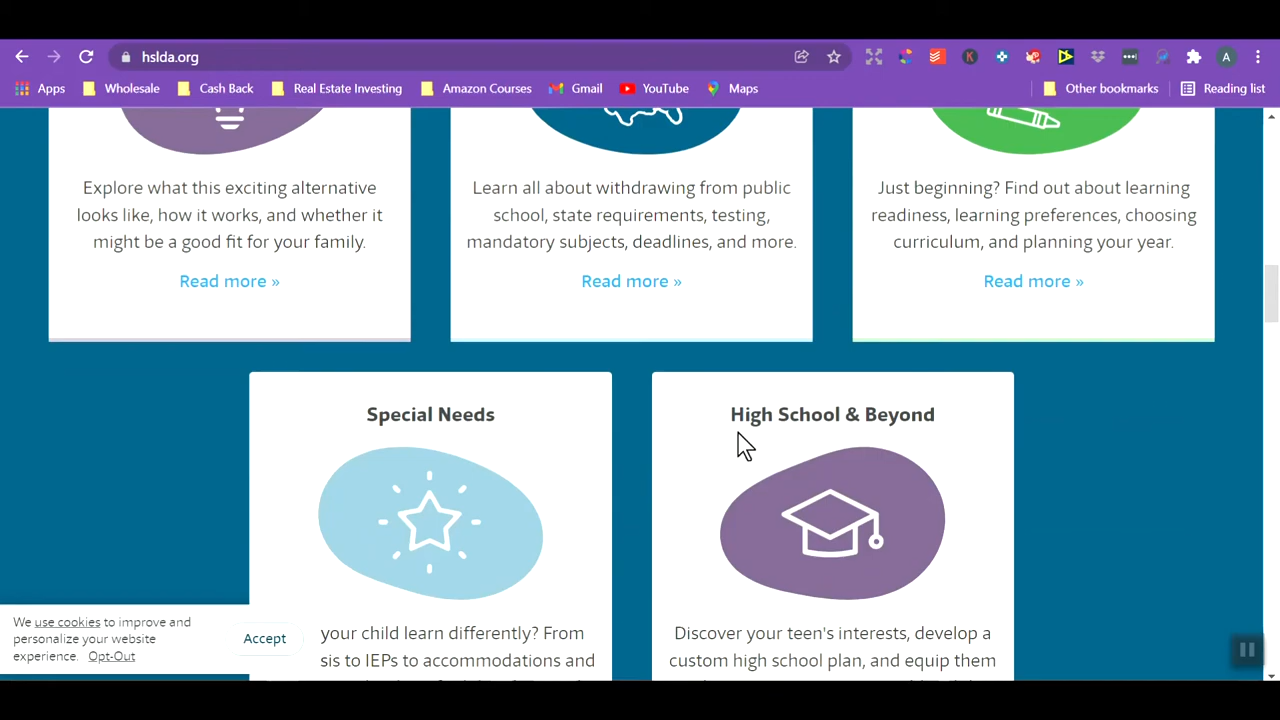 hslda.org
A
Apps Wholesale Cash Back Real Estate Investing Amazon Courses Gmail YouTube Maps Other bookmarks Reading list
Explore what this exciting alternative
looks like, how it works, and whether it
might be a good fit for your family.
Read more »
Learn all about withdrawing from public
school, state requirements, testing,
mandatory subjects, deadlines, and more.
Read more »
Just beginning? Find out about learning
readiness, learning preferences, choosing
curriculum, and planning your year.
Read more »
Special Needs
your child learn differently? From
sis to IEPs to accommodations and
High School & Beyond
Discover your teen's interests, develop a
custom high school plan, and equip them
We use cookies to improve and
personalize your website
experience. Opt-Out
Accept